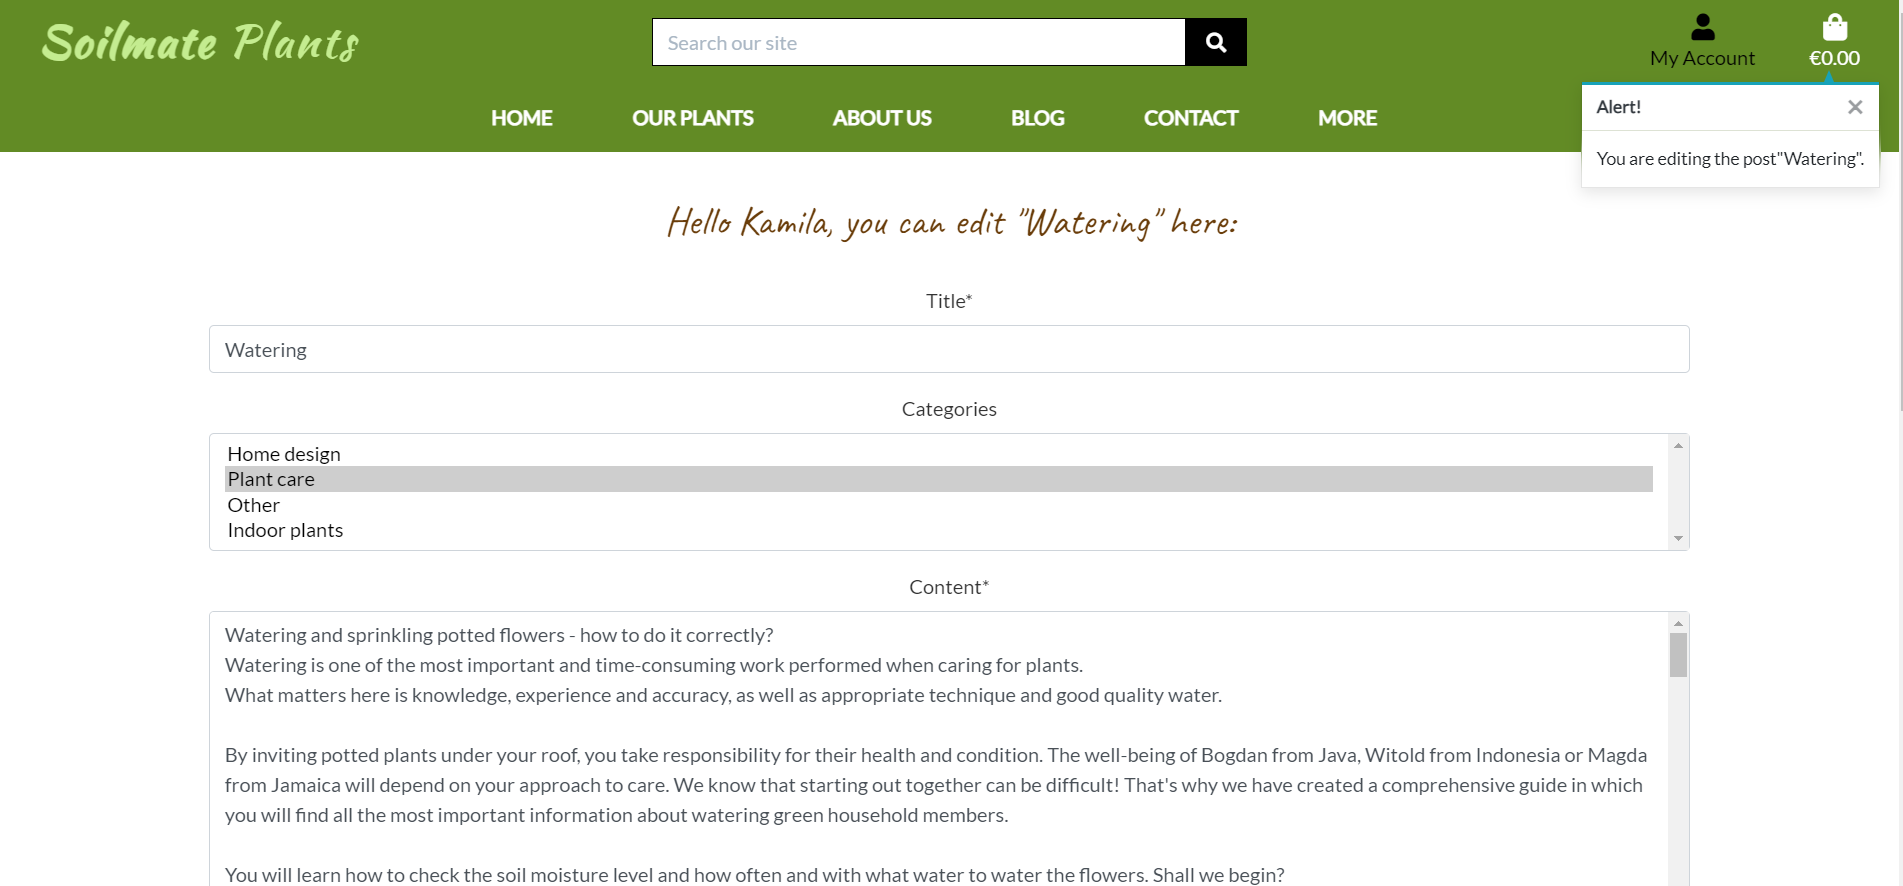 Soilmate Plants
Search our site
My Account
€0.00
HOME
OUR PLANTS
ABOUT US
BLOG
CONTACT
MORE
Alert!
You are editing the post"Watering".
Hello Kamila, you can edit "Watering" here:
Title*
Watering
Categories
Home design
Plant care
Other
Indoor plants
Content*
Watering and sprinkling potted flowers - how to do it correctly?
Watering is one of the most important and time-consuming work performed when caring for plants.
What matters here is knowledge, experience and accuracy, as well as appropriate technique and good quality water.
By inviting potted plants under your roof, you take responsibility for their health and condition. The well-being of Bogdan from Java, Witold from Indonesia or Magda
from Jamaica will depend on your approach to care. We know that starting out together can be difficult! That's why we have created a comprehensive guide in which
you will find all the most important information about watering green household members.
You will learn how to check the soil moisture level and how often and with what water to water the flowers. Shall we begin?